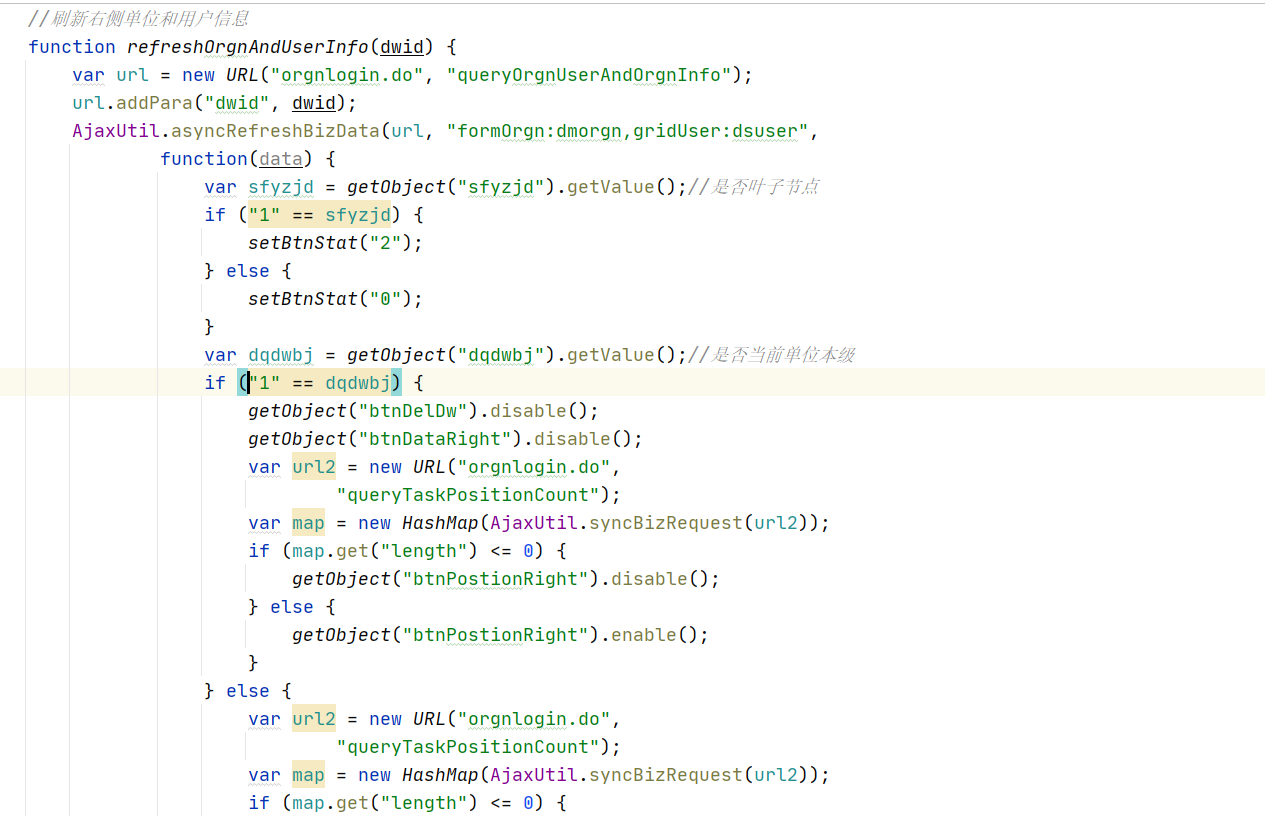 //刷新右侧单位和用户信息
function refreshOrgnAndUserInfo(dwid) {
var url = new URL("orgnlogin.do", "queryOrgnUserAndOrgnInfo");
url.addPara("dwid", dwid);
AjaxUtil.asyncRefreshBizData(url, "formOrgn:dmorgn,gridUser:dsuser",
function(data) {
var sfyzjd = getObject("sfyzjd").getValue();//是否叶子节点
if ("1" == sfyzjd) {
setBtnStat("2");
} else {
setBtnStat("0");
}
var dqdwbj = getObject("dqdwbj").getValue();//是否当前单位本级
if ("1" == dqdwbj) {
getObject("btnDelDw").disable();
getObject("btnDataRight").disable();
var url2 = new URL("orgnlogin.do",
"queryTaskPositionCount");
var map = new HashMap(AjaxUtil.syncBizRequest(url2));
if (map.get("length") <= 0) {
getObject("btnPostionRight").disable();
} else {
getObject("btnPostionRight").enable();
}
} else {
var url2 = new URL("orgnlogin.do",
"queryTaskPositionCount");
var map = new HashMap(AjaxUtil.syncBizRequest(url2));
if (map.get("length") <= 0) {